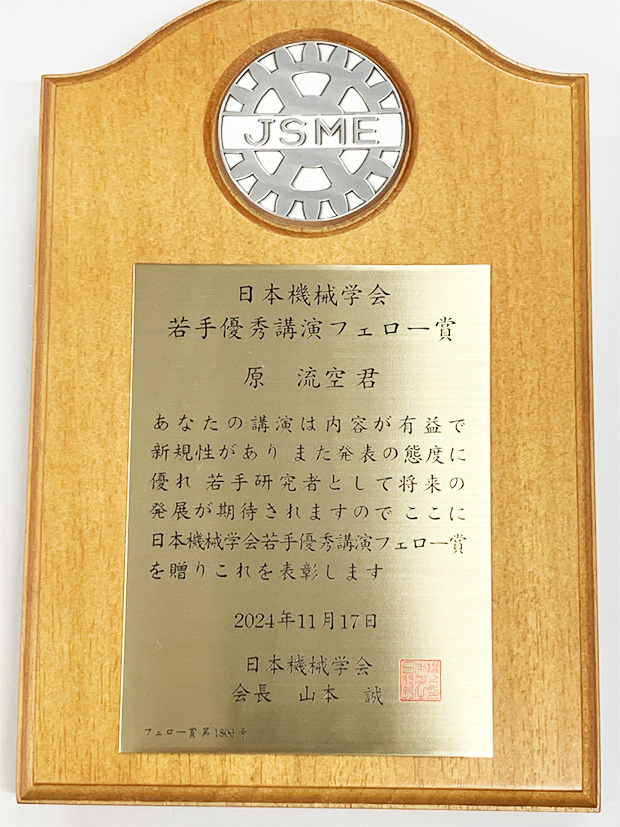 JSME
日本機械学会
若手優秀講演フェロー賞
原 流空君
あなたの講演は内容が有益で
新規性があり また発表の態度に
優れ 若手研究者として将来の
発展が期待されますので ここに
日本機械学会若手優秀講演フェロー賞
を贈りこれを表彰します
2024年11月17日
日本機械学会
会長 山本 誠
フェロー賞 第